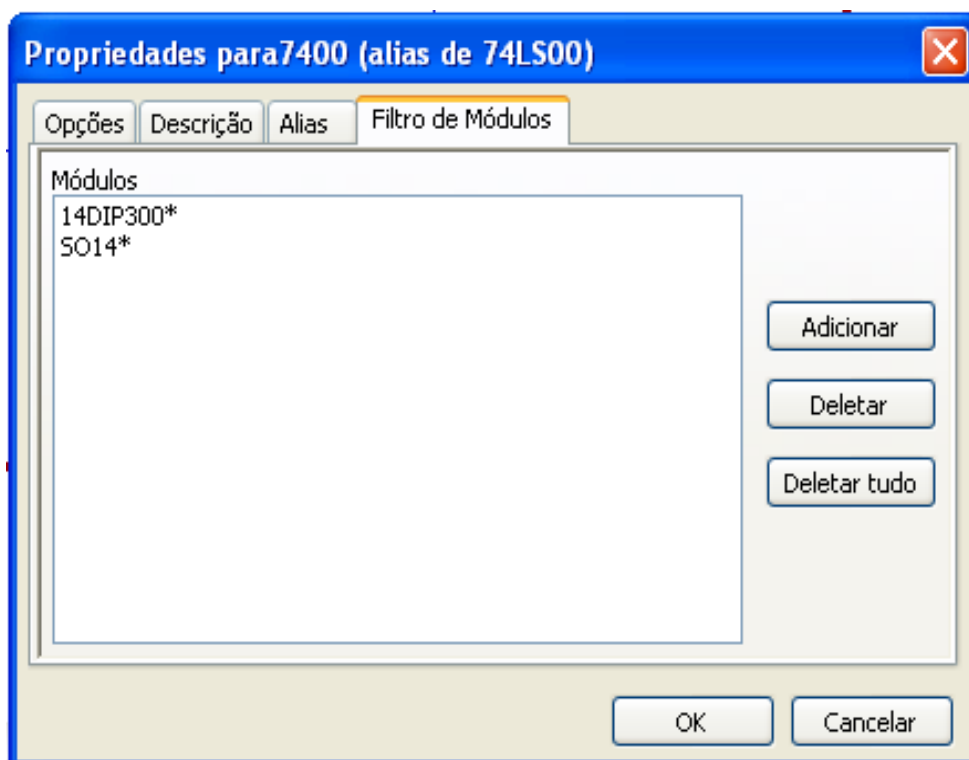 Propriedades para7400 (alias de 74LS00)
Opções Descrição Alias Filtro de Módulos
Módulos
14DIP300*
SO14*
Adicionar
Deletar
Deletar tudo
OK Cancelar